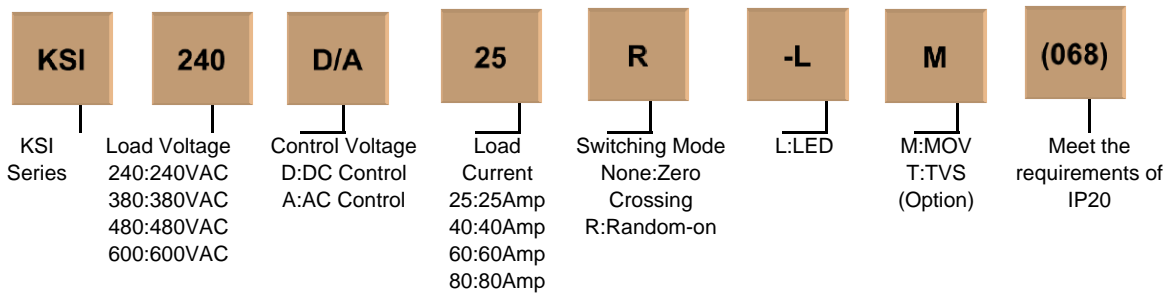 KSI 240 D/A 25 R -L M (068)
KSI
Series
Load Voltage
240:240VAC
380:380VAC
480:480VAC
600:600VAC
Control Voltage
D:DC Control
A:AC Control
Load
Current
25:25Amp
40:40Amp
60:60Amp
80:80Amp
Switching Mode
None:Zero
Crossing
R:Random-on
L:LED
M:MOV
T:TVS
(Option)
Meet the
requirements of
IP20